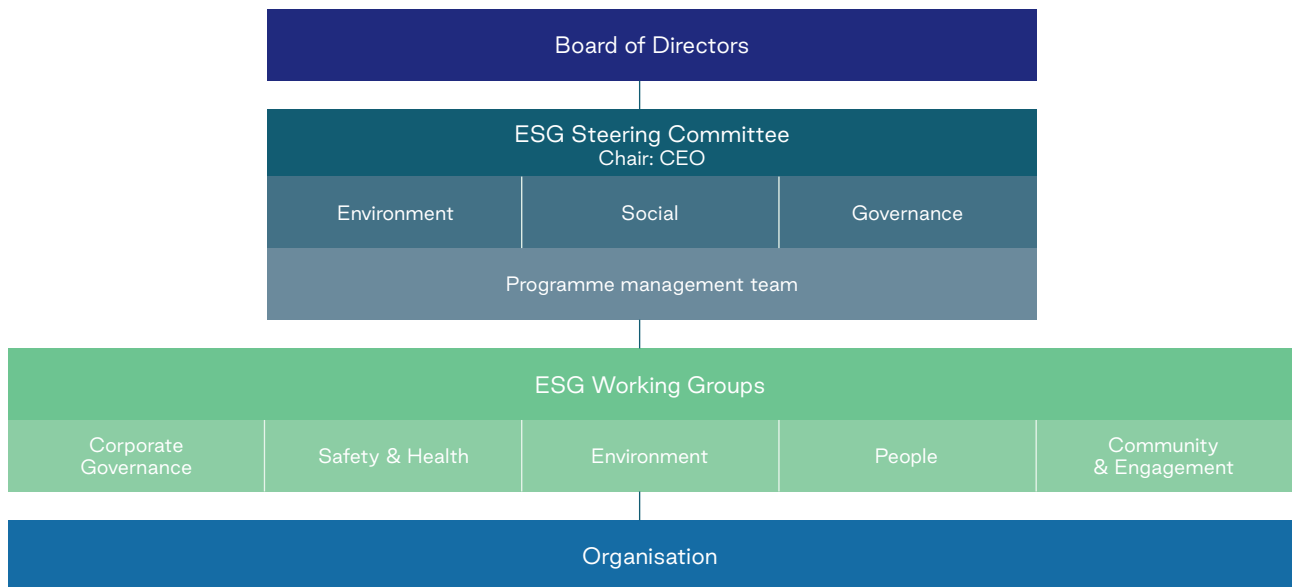 Board of Directors
ESG Steering Committee
Chair: CEO
Environment
Social
Governance
Programme management team
ESG Working Groups
Corporate
Governance
Safety & Health
Environment
People
Community
& Engagement
Organisation